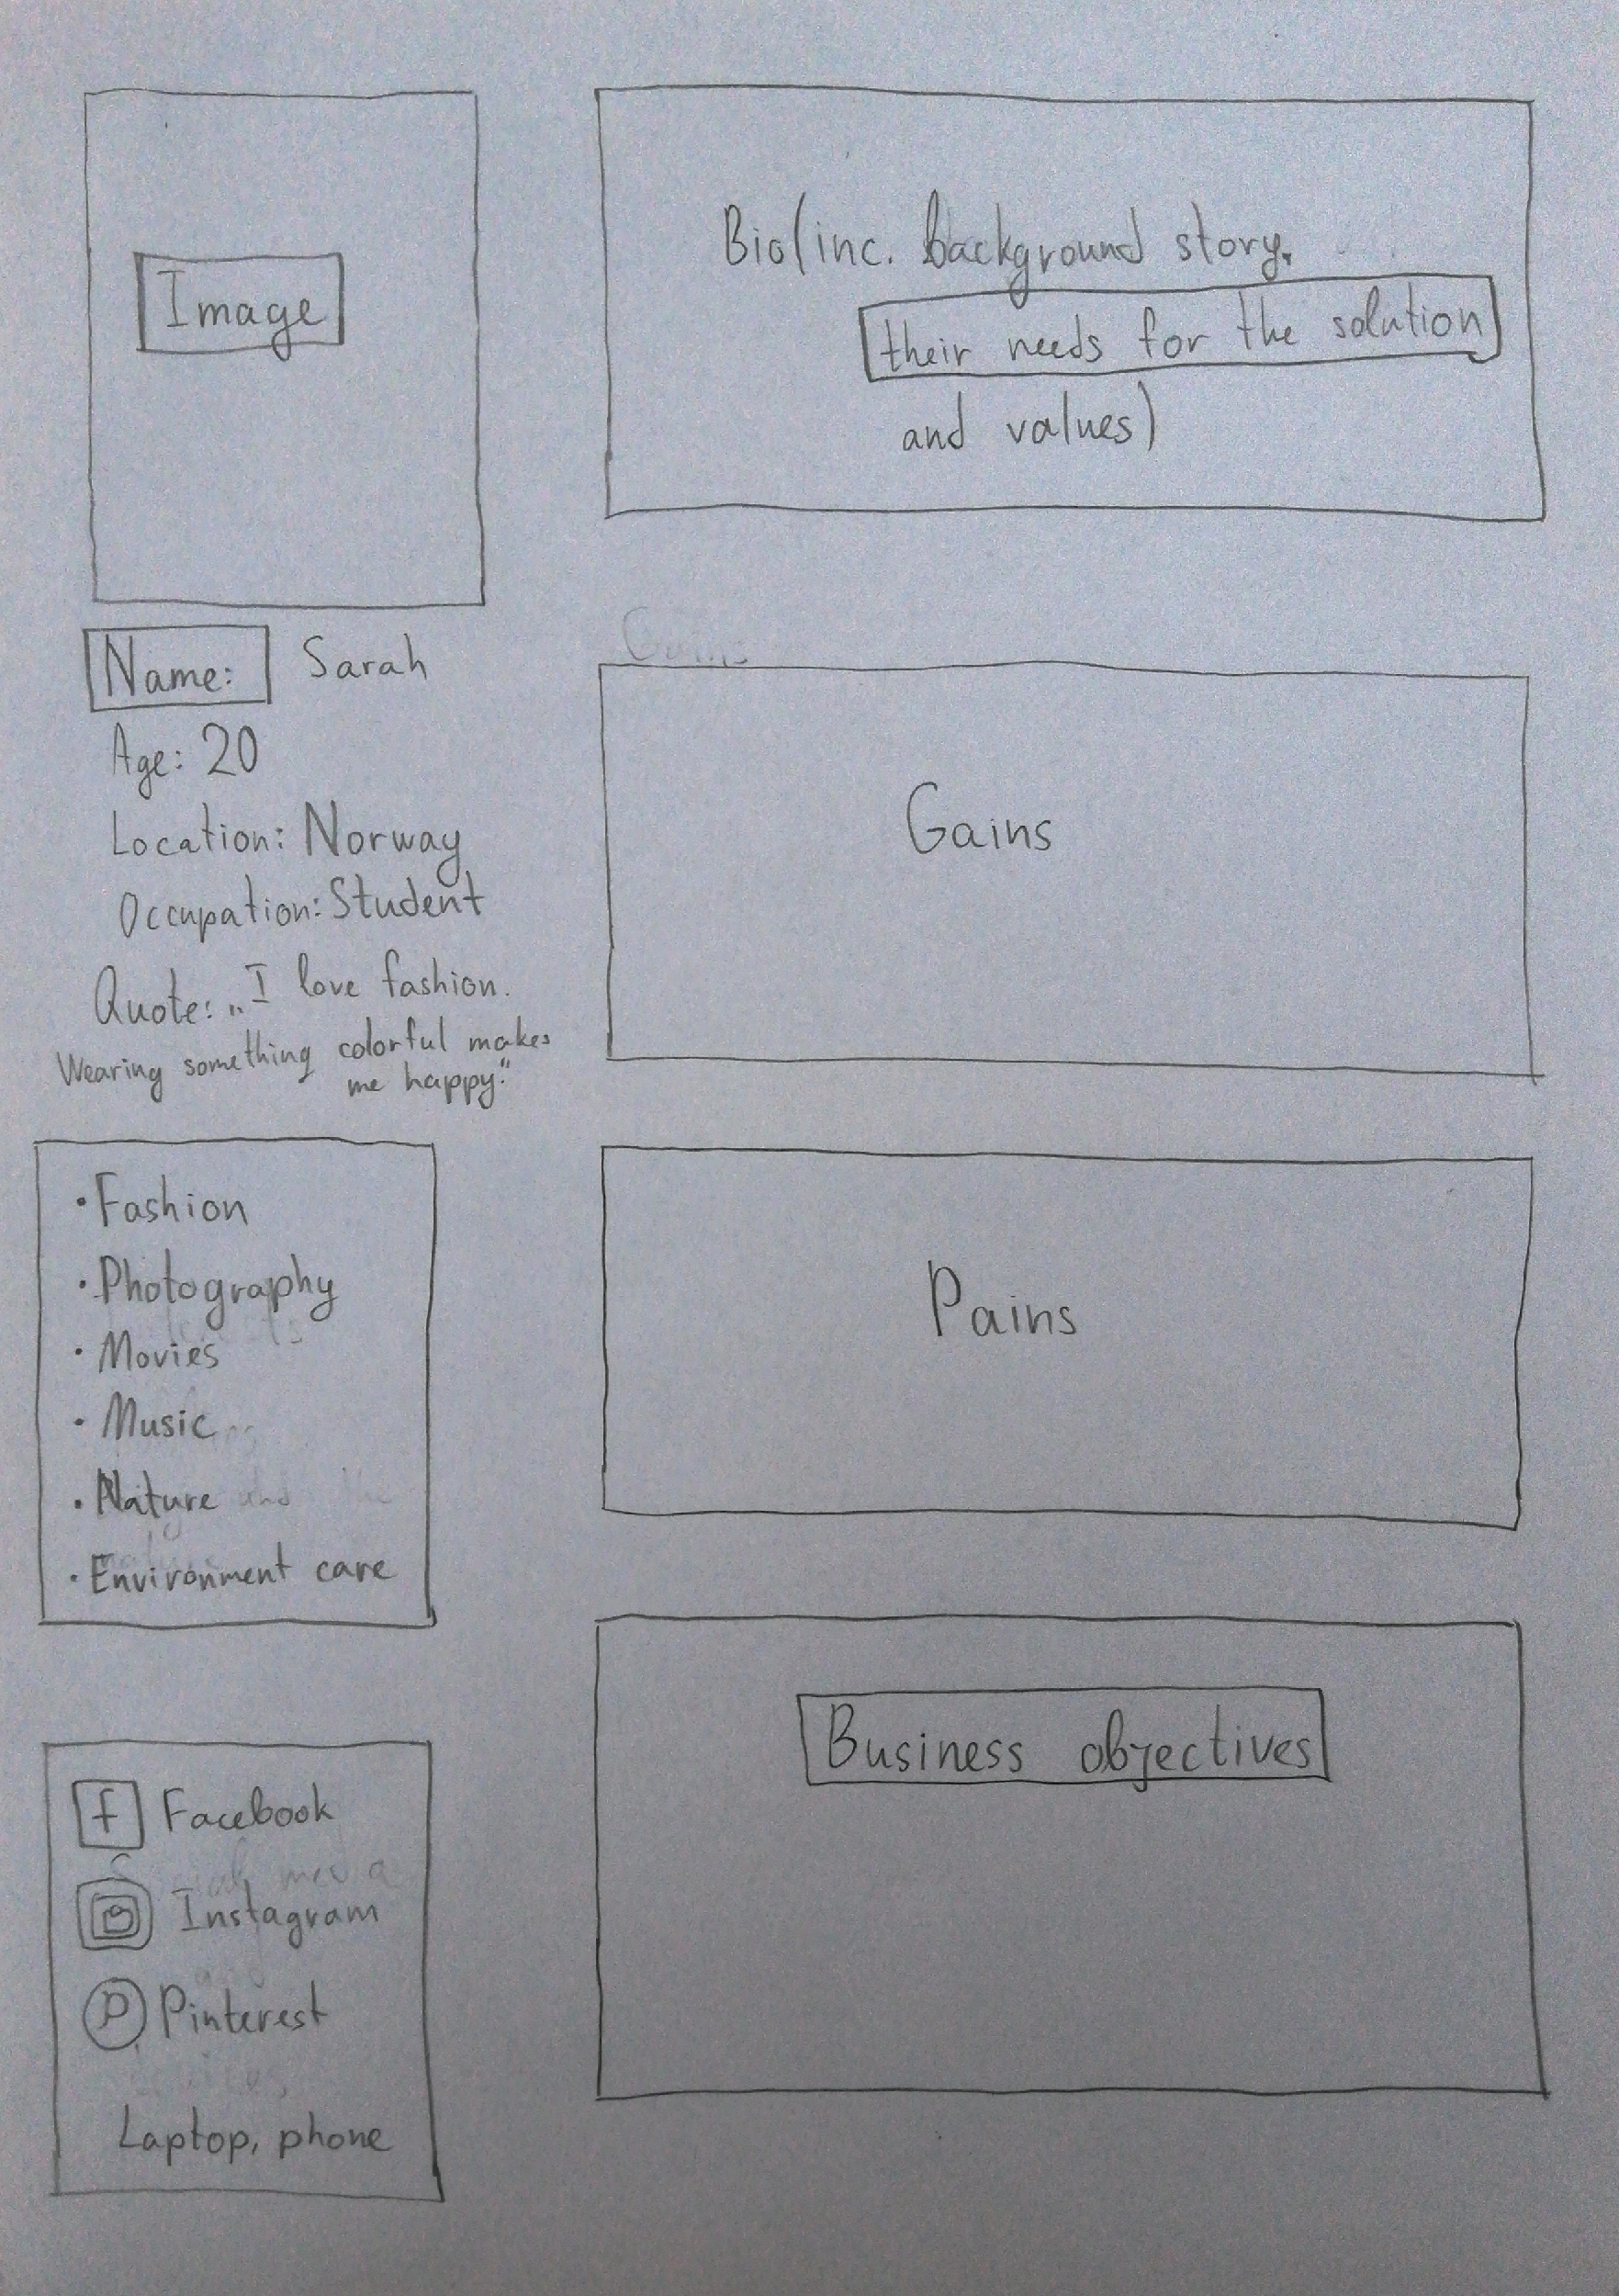 Image
Name: Sarah
Age: 20
Location: Norway
Occupation: Student
Quote: „I love fashion.
Wearing something colorful makes
me happy."
• Fashion
• Photography
• Movies
• Music
• Nature
• Environment care
f Facebook
Instagram
P Pinterest
Laptop, phone
Bio (inc. background story,
their needs for the solution
and values)
Gains
Gains
Pains
Business objectives